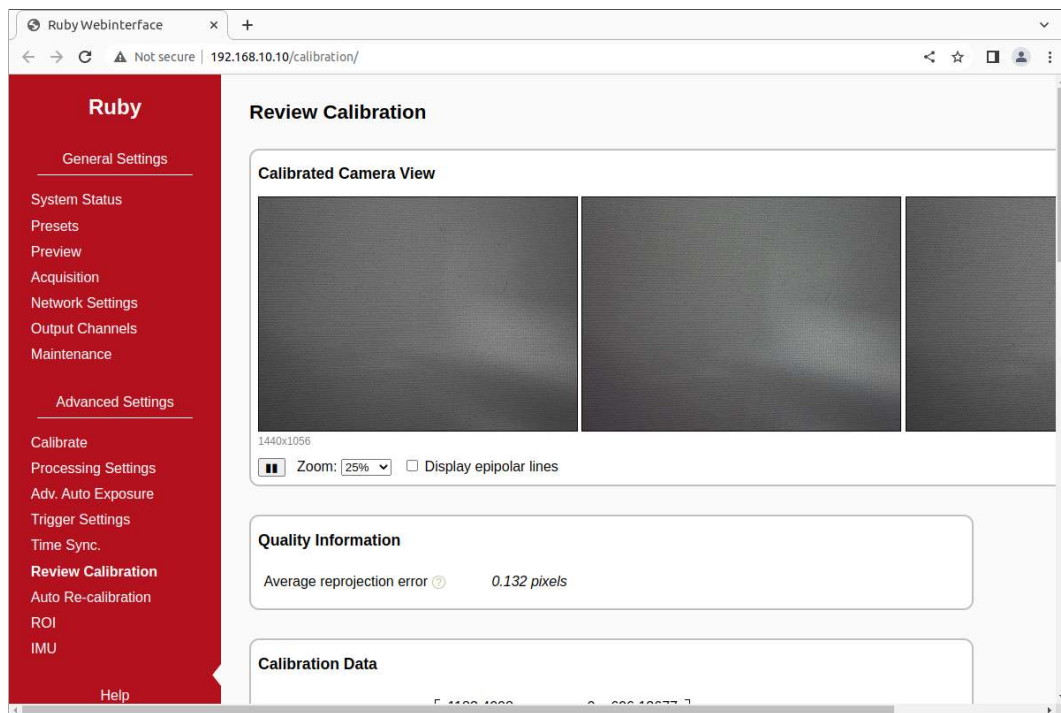 Ruby Webinterface
Not secure 192.168.10.10/calibration/
Ruby
General Settings
System Status
Presets
Preview
Acquisition
Network Settings
Output Channels
Maintenance
Advanced Settings
Calibrate
Processing Settings
Adv. Auto Exposure
Trigger Settings
Time Sync.
Review Calibration
Auto Re-calibration
ROI
IMU
Help
Review Calibration
Calibrated Camera View
1440x1056
Zoom: 25% Display epipolar lines
Quality Information
Average reprojection error ? 0.132 pixels
Calibration Data